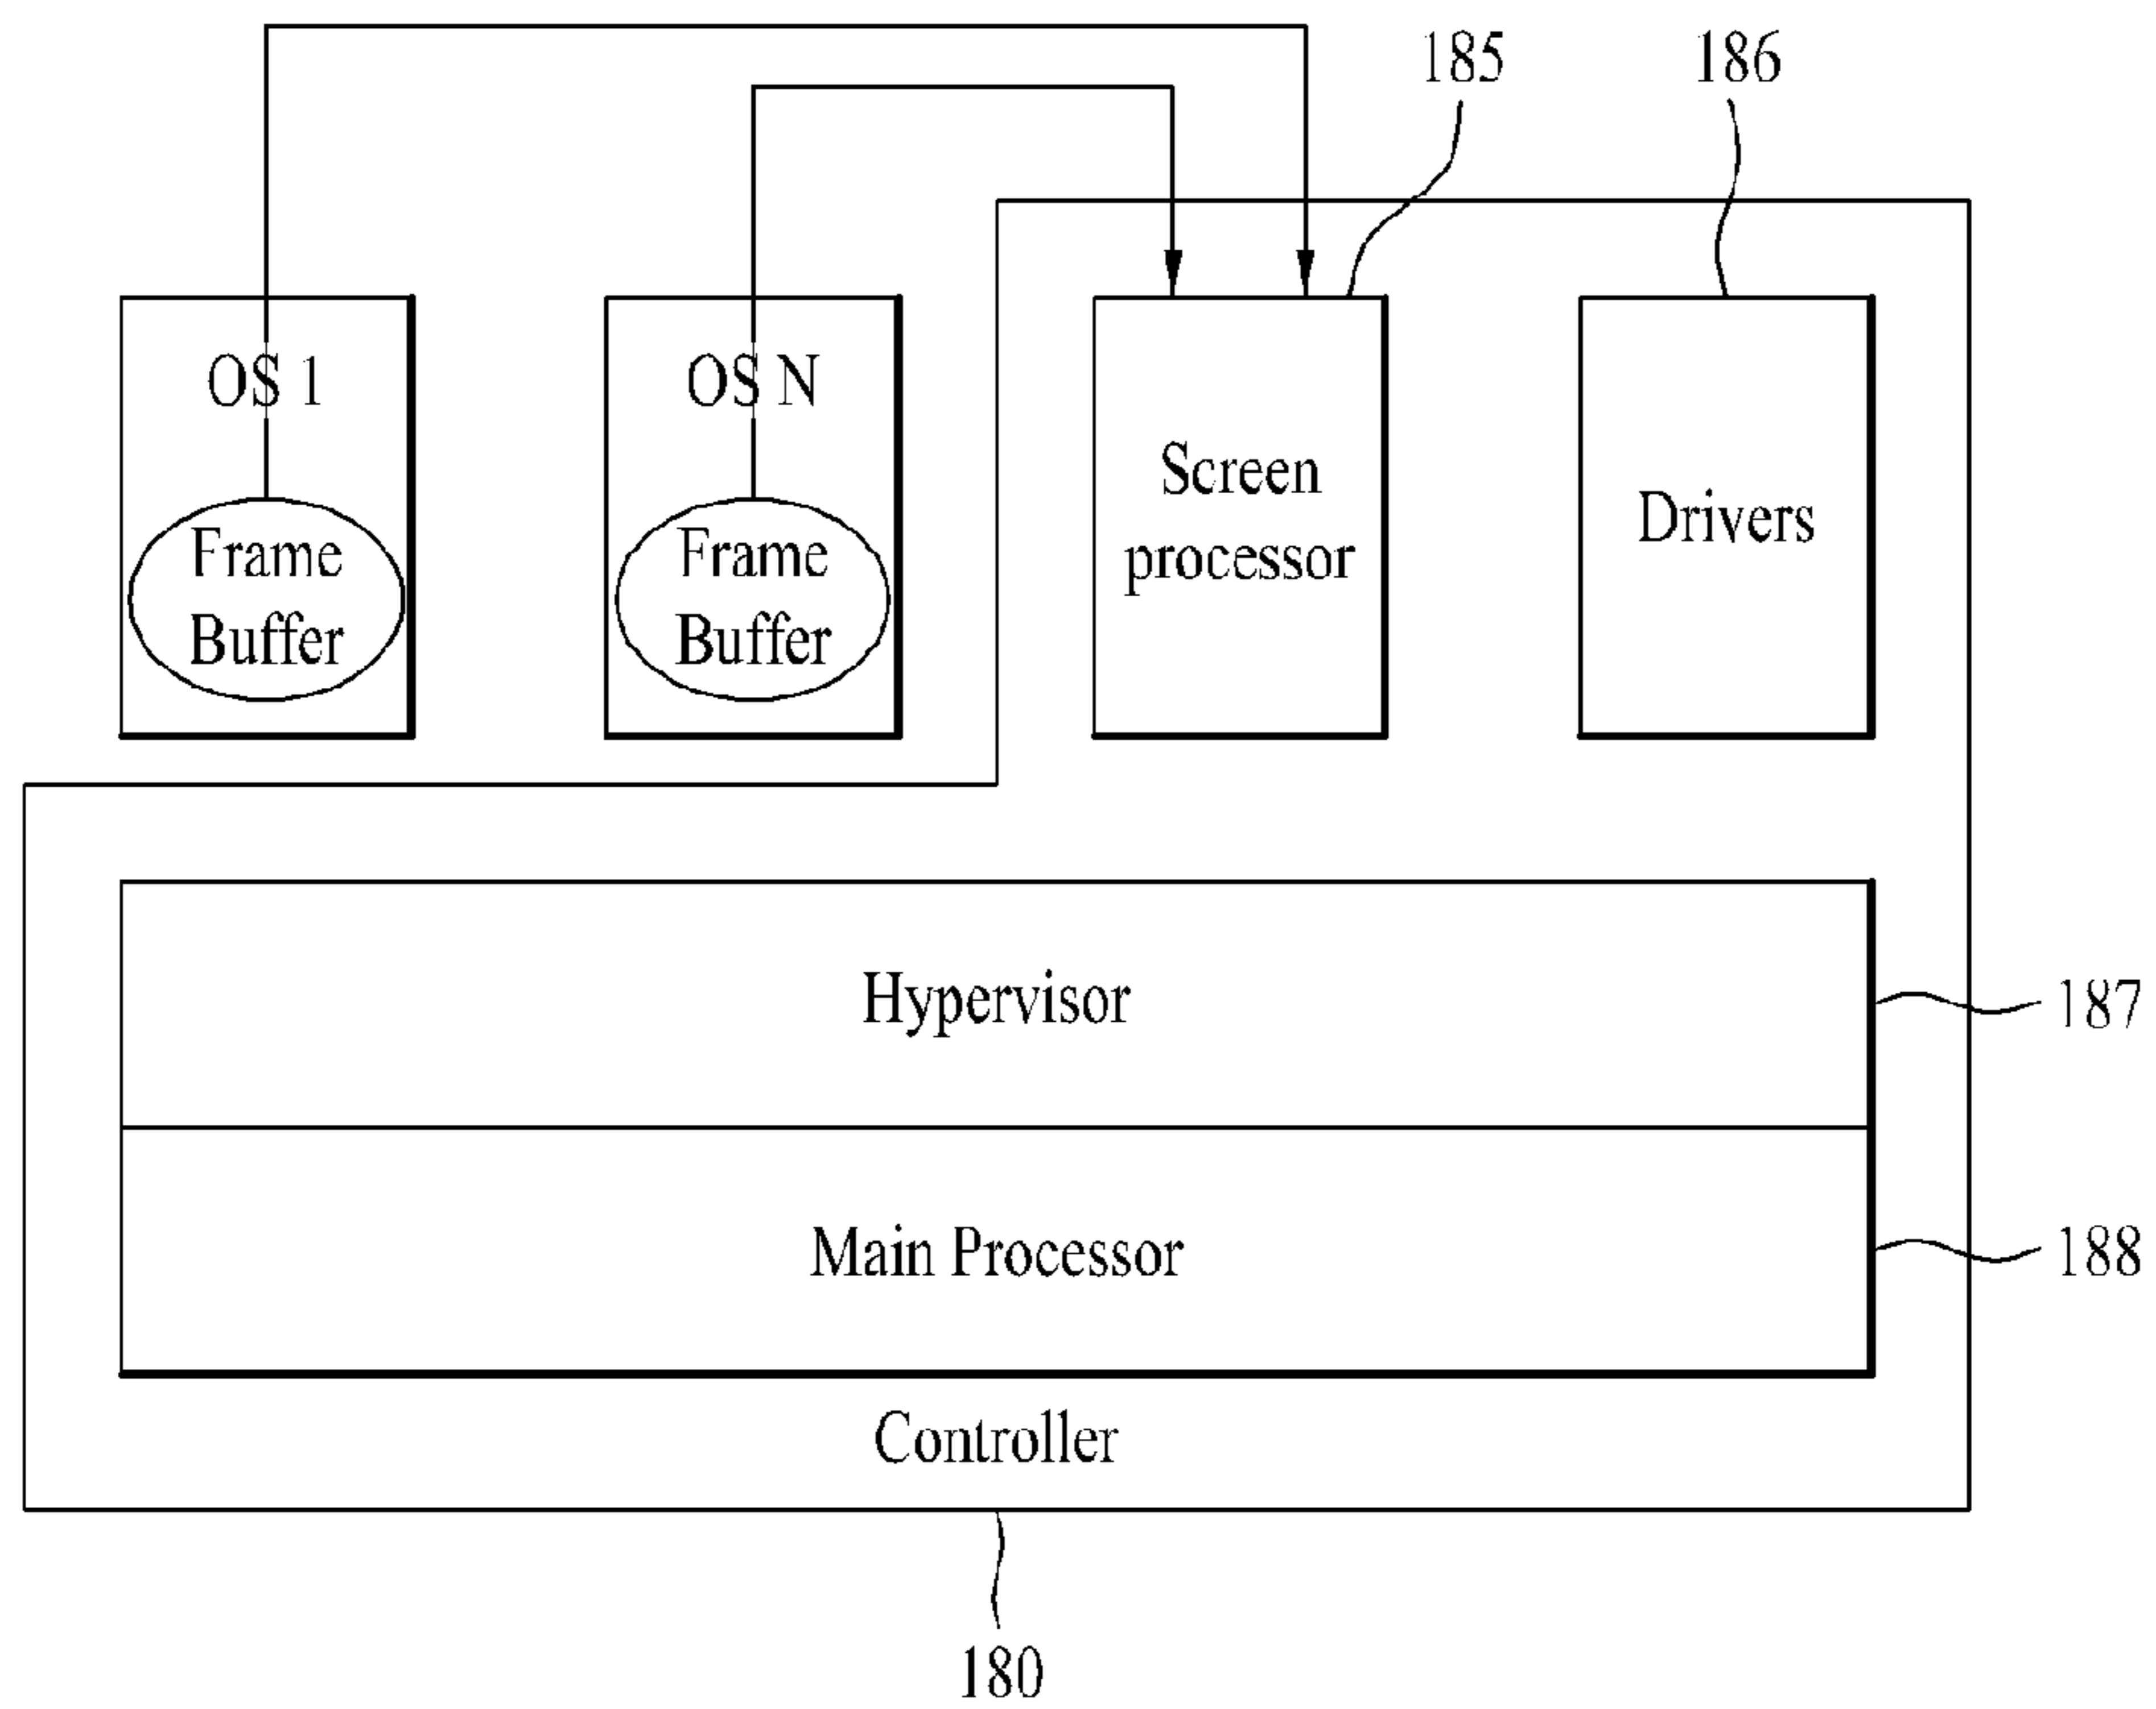 185
186
OS 1
OS N
Frame
Buffer
Frame
Buffer
Screen
processor
Drivers
Hypervisor
187
Main Processor
188
Controller
180